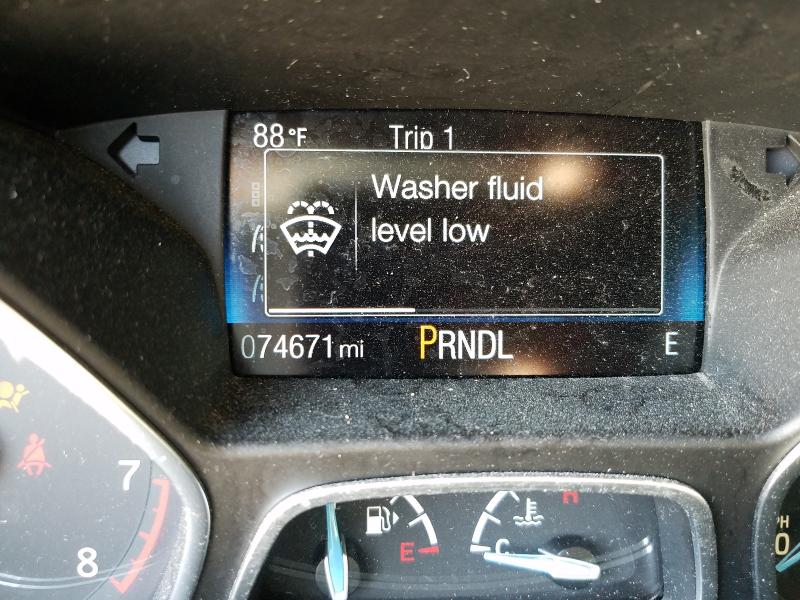 88°F Trip 1
Washer fluid
level low
074671 mi PRNDL E
7
8
E
C
H